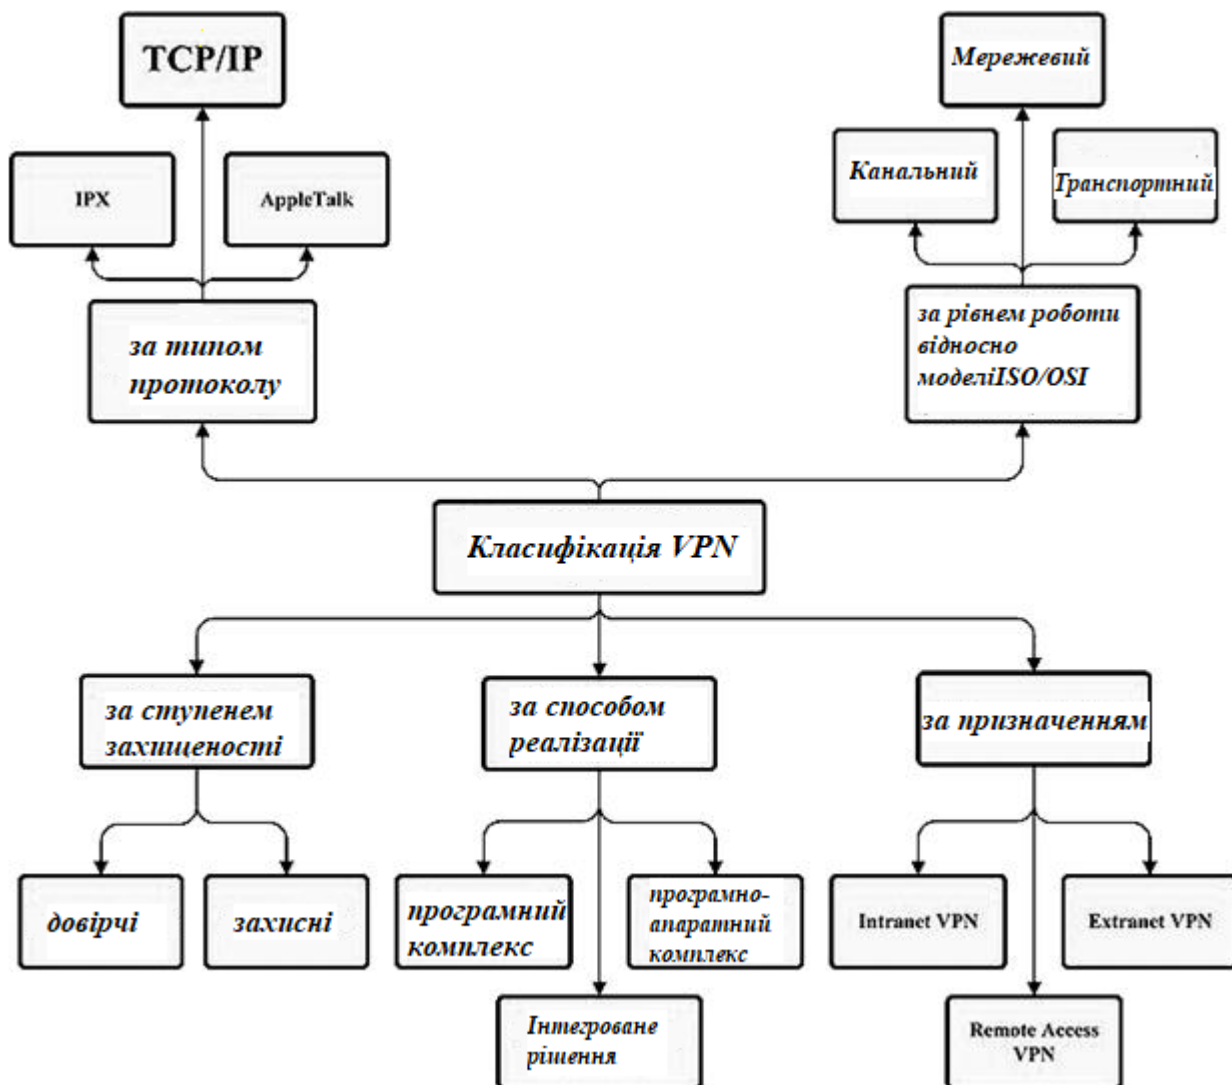 TCP/IP
Мережевий
IPX
AppleTalk
Канальний
Транспортний
за типом
протоколу
за рівнем роботи
відносно
моделіISO/OSI
Класифікація VPN
за ступенем
захищеності
за способом
реалізації
за призначенням
довірчі
захисні
програмний
комплекс
програмно-
апаратний
комплекс
Intranet VPN
Extranet VPN
Інтегроване
рішення
Remote Access
VPN